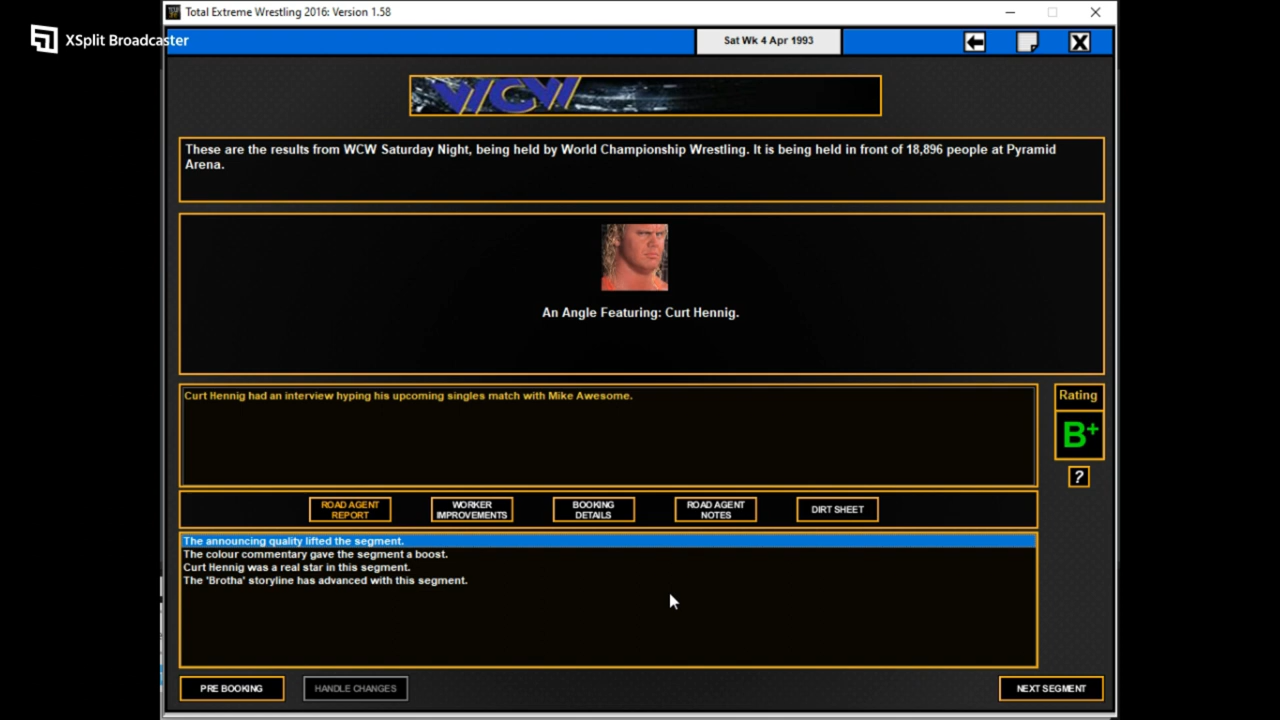 Total Extreme Wrestling 2016: Version 1.58
XSplit Broadcaster
Sat Wk 4 Apr 1993
WCW
These are the results from WCW Saturday Night, being held by World Championship Wrestling. It is being held in front of 18,896 people at Pyramid
Arena.
An Angle Featuring: Curt Hennig.
Curt Hennig had an interview hyping his upcoming singles match with Mike Awesome.
Rating
B+
?
ROAD AGENT
REPORT
WORKER
IMPROVEMENTS
BOOKING
DETAILS
ROAD AGENT
NOTES
DIRT SHEET
The announcing quality lifted the segment.
The colour commentary gave the segment a boost.
Curt Hennig was a real star in this segment.
The 'Brotha' storyline has advanced with this segment.
PRE BOOKING
HANDLE CHANGES
NEXT SEGMENT